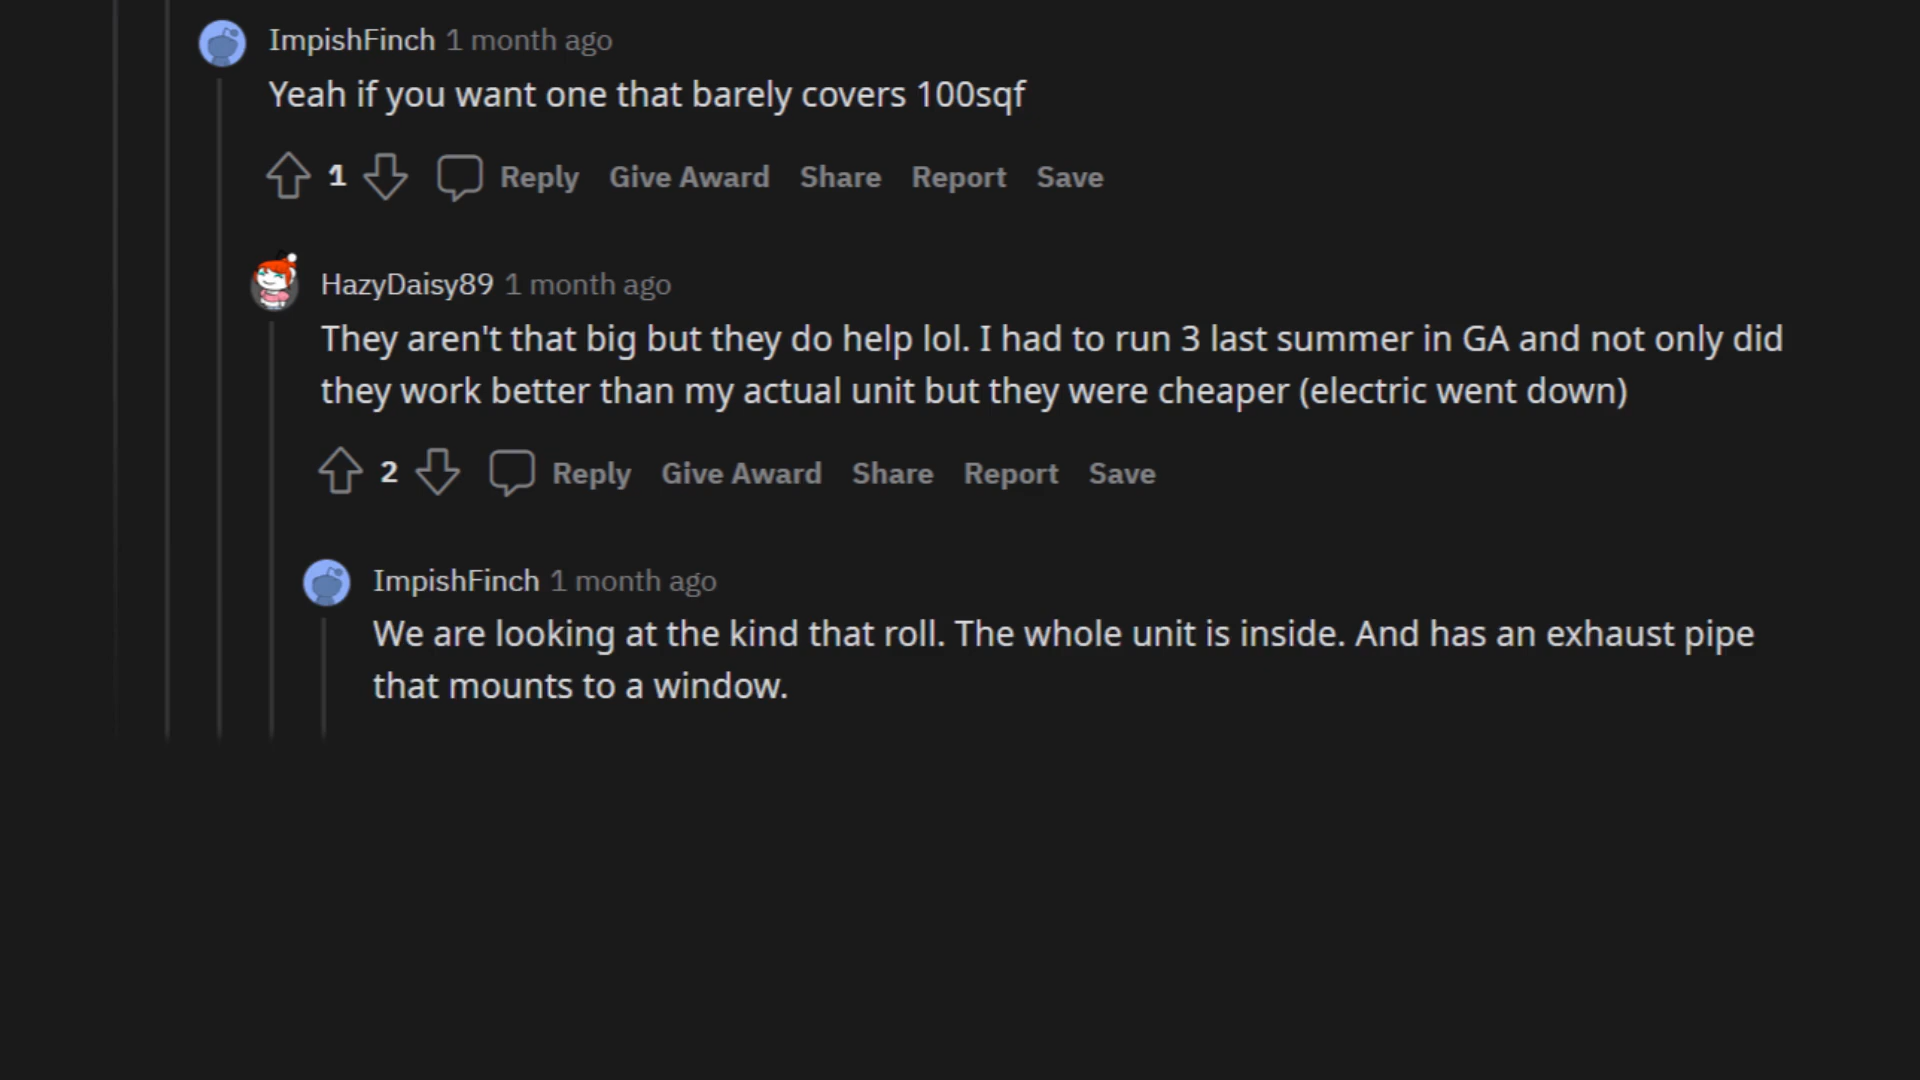 ImpishFinch 1 month ago
Yeah if you want one that barely covers 100sqf
1 Reply Give Award Share Report Save
HazyDaisy89 1 month ago
They aren't that big but they do help lol. I had to run 3 last summer in GA and not only did
they work better than my actual unit but they were cheaper (electric went down)
2 Reply Give Award Share Report Save
ImpishFinch 1 month ago
We are looking at the kind that roll. The whole unit is inside. And has an exhaust pipe
that mounts to a window.